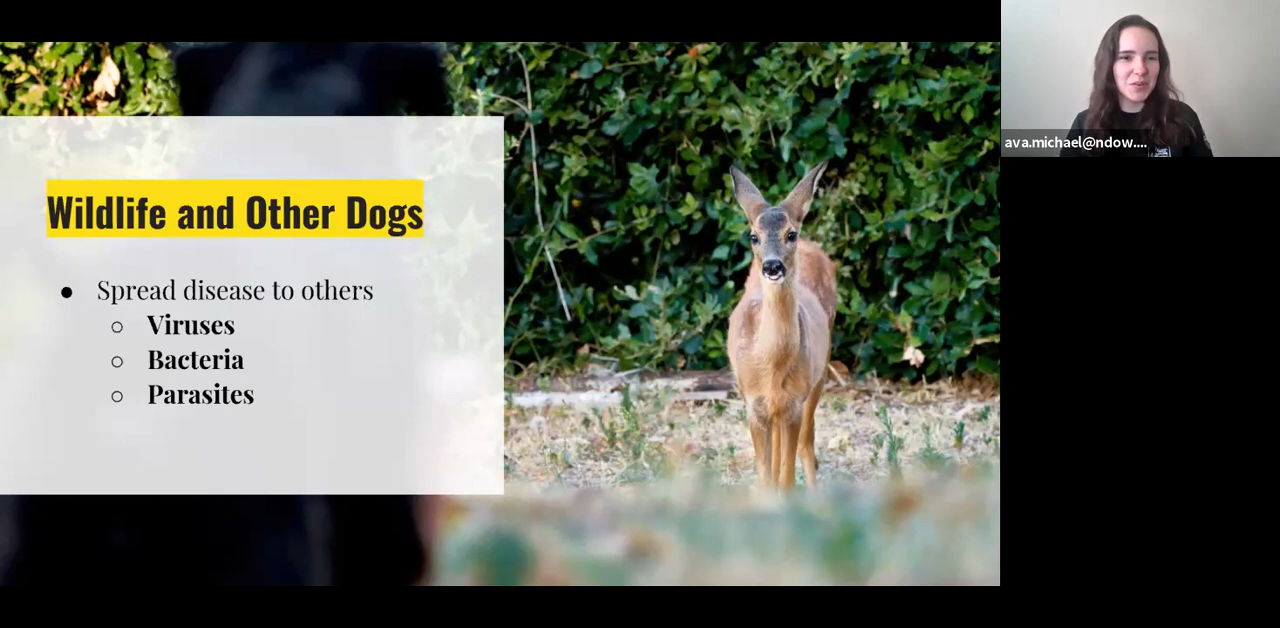 Wildlife and Other Dogs
● Spread disease to others
○ Viruses
○ Bacteria
○ Parasites
ava.michael@ndow....